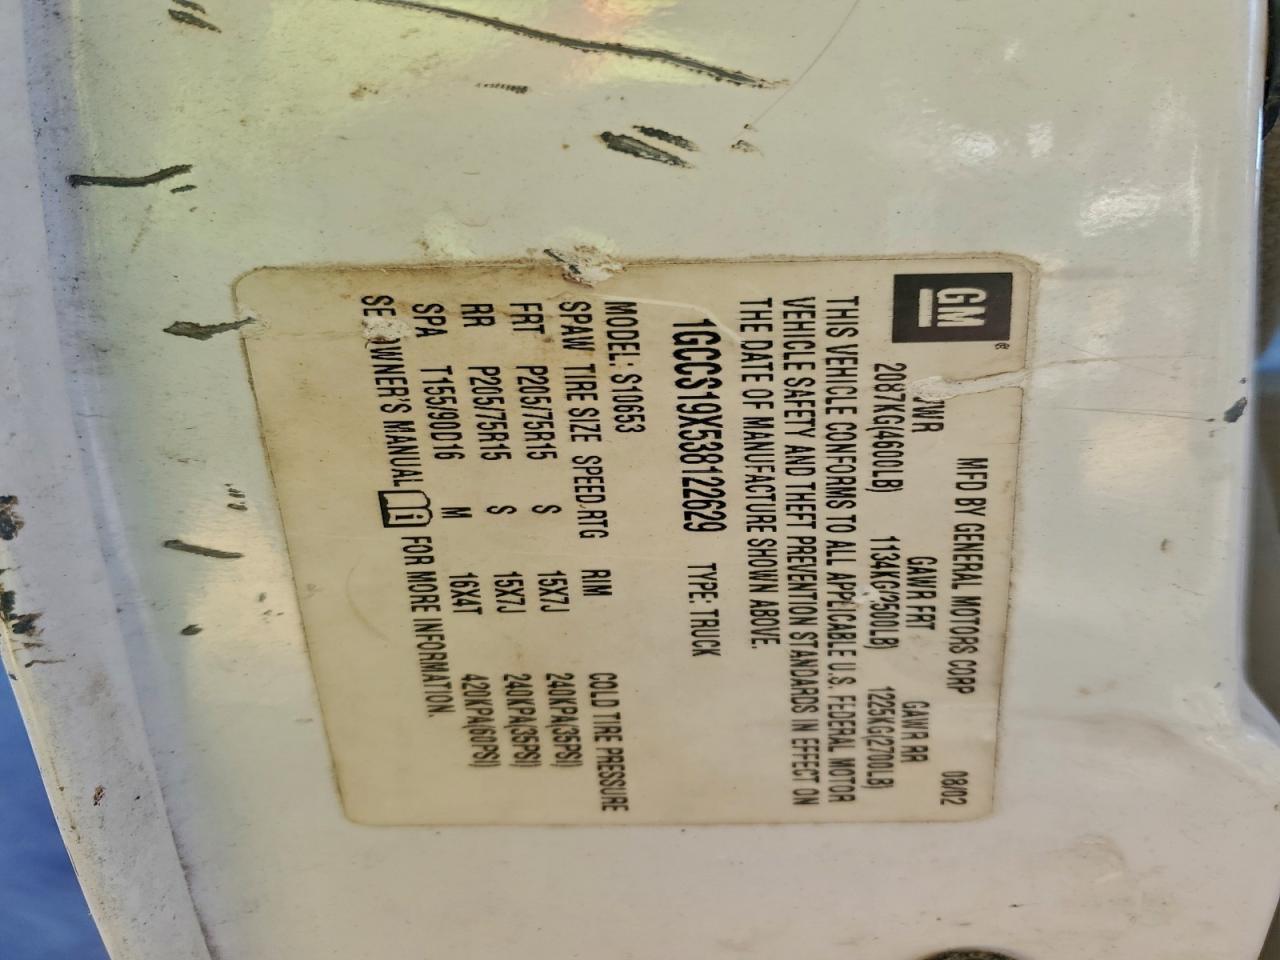 GM
®
MFD BY GENERAL MOTORS CORP 08/02
VWR GAWR FRT GAWR RR
2087KG(4600LB) 1134KG(2500LB) 1225KG(2700LB)
THIS VEHICLE CONFORMS TO ALL APPLICABLE U.S. FEDERAL MOTOR
VEHICLE SAFETY AND THEFT PREVENTION STANDARDS IN EFFECT ON
THE DATE OF MANUFACTURE SHOWN ABOVE.
1GCCS19X538122629 TYPE: TRUCK
MODEL: S10653
SPAW TIRE SIZE SPEED RTG RIM COLD TIRE PRESSURE
FRT P205/75R15 S 15X7J 240KPA(35PSI)
RR P205/75R15 S 15X7J 240KPA(35PSI)
SPA T155/90D16 M 16X4T 420KPA(60PSI)
SE OWNER'S MANUAL FOR MORE INFORMATION.